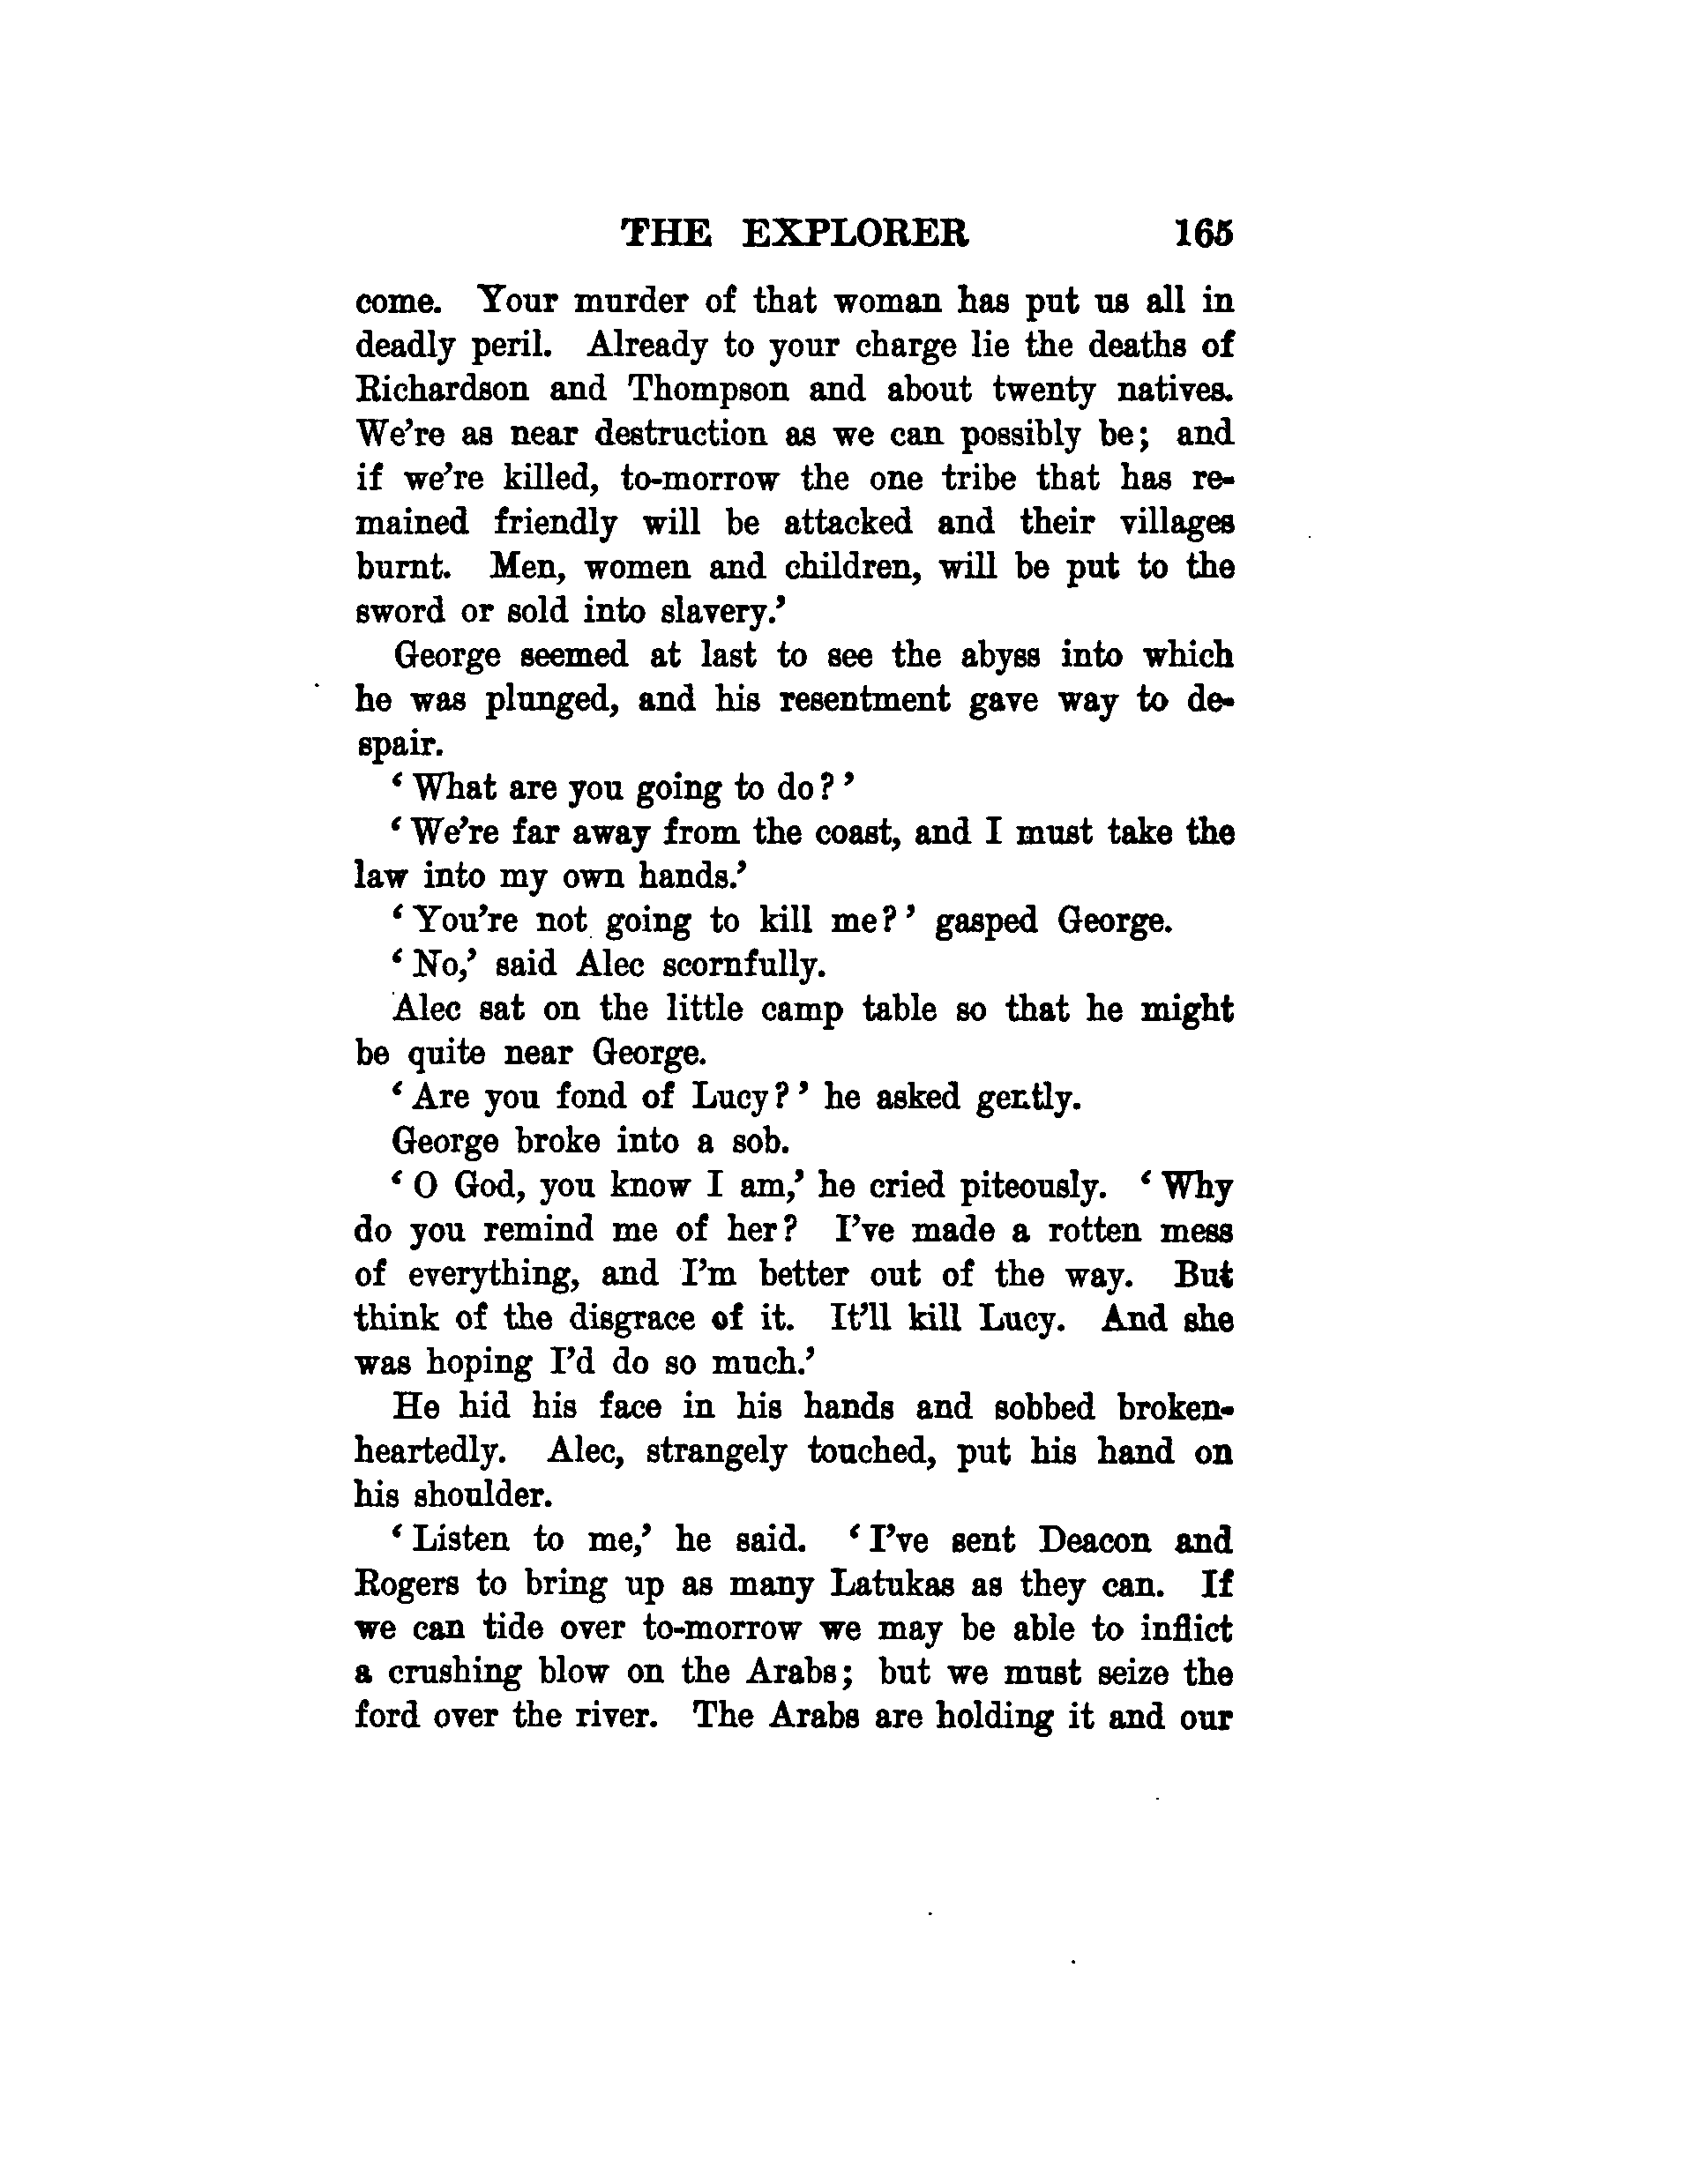 THE EXPLORER 165
come. Your murder of that woman has put us all in
deadly peril. Already to your charge lie the deaths of
Richardson and Thompson and about twenty natives.
We're as near destruction as we can possibly be; and
if we're killed, to-morrow the one tribe that has re-
mained friendly will be attacked and their villages
burnt. Men, women and children, will be put to the
sword or sold into slavery.'
George seemed at last to see the abyss into which
he was plunged, and his resentment gave way to de-
spair.
'What are you going to do?'
'We're far away from the coast, and I must take the
law into my own hands.'
'You're not going to kill me?' gasped George.
'No,' said Alec scornfully.
Alec sat on the little camp table so that he might
be quite near George.
'Are you fond of Lucy?' he asked gently.
George broke into a sob.
'O God, you know I am,' he cried piteously. 'Why
do you remind me of her? I've made a rotten mess
of everything, and I'm better out of the way. But
think of the disgrace of it. It'll kill Lucy. And she
was hoping I'd do so much.'
He hid his face in his hands and sobbed broken-
heartedly. Alec, strangely touched, put his hand on
his shoulder.
'Listen to me,' he said. 'I've sent Deacon and
Rogers to bring up as many Latukas as they can. If
we can tide over to-morrow we may be able to inflict
a crushing blow on the Arabs; but we must seize the
ford over the river. The Arabs are holding it and our